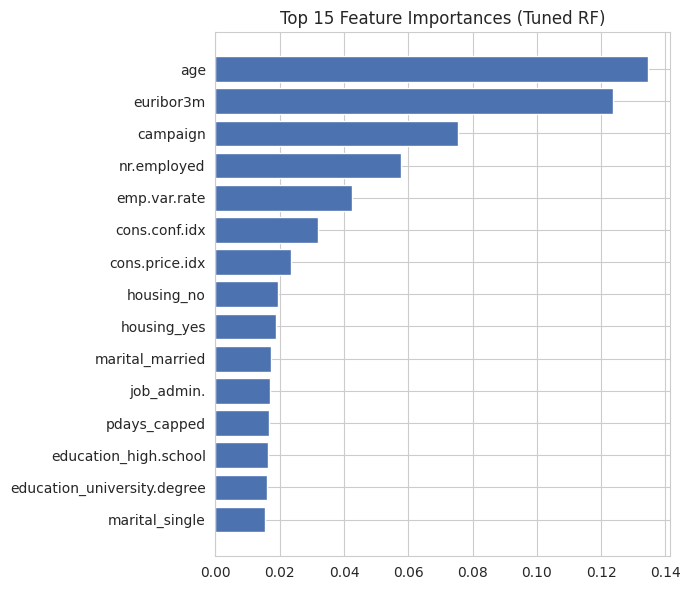 Top 15 Feature Importances (Tuned RF)
age
euribor3m
campaign
nr.employed
emp.var.rate
cons.conf.idx
cons.price.idx
housing_no
housing_yes
marital_married
job_admin.
pdays_capped
education_high.school
education_university.degree
marital_single
0.00 0.02 0.04 0.06 0.08 0.10 0.12 0.14